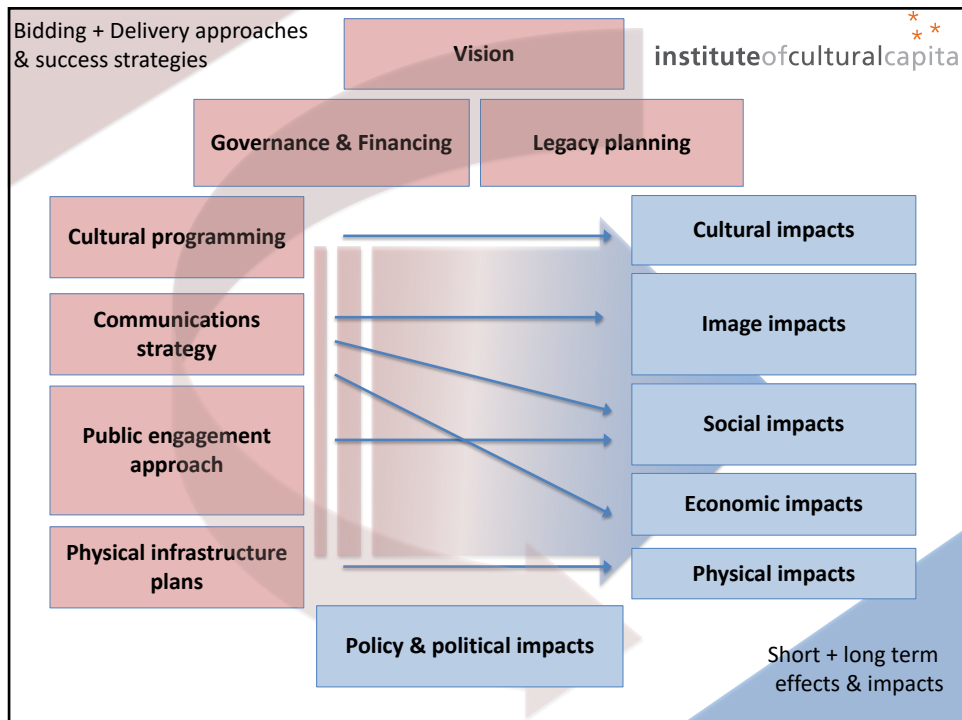 Bidding + Delivery approaches
& success strategies
Vision
instituteofculturalcapita
Governance & Financing
Legacy planning
Cultural programming
Cultural impacts
Communications
strategy
Image impacts
Public engagement
approach
Social impacts
Economic impacts
Physical infrastructure
plans
Physical impacts
Policy & political impacts
Short + long term
effects & impacts